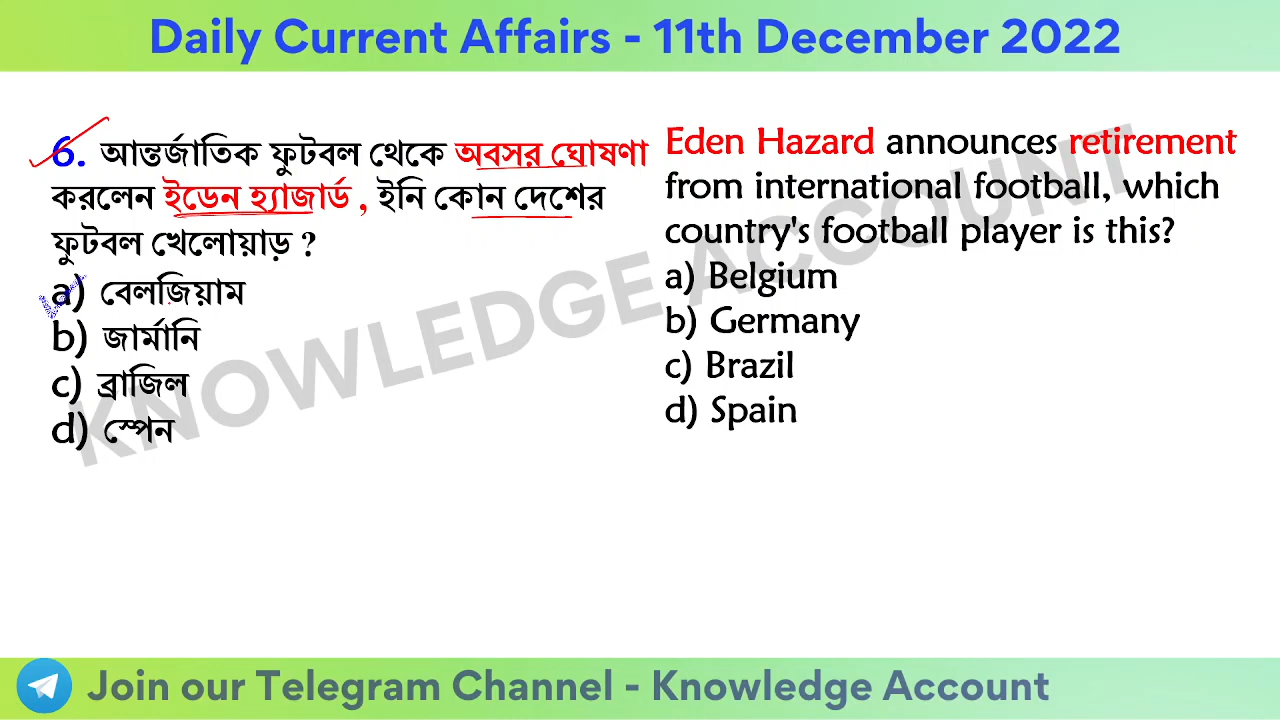 Daily Current Affairs - 11th December 2022
6. আন্তর্জাতিক ফুটবল থেকে অবসর ঘোষণা
করলেন ইডেন হ্যাজার্ড , ইনি কোন দেশের
ফুটবল খেলোয়াড় ?
a) বেলজিয়াম
b) জার্মানি
c) ব্রাজিল
d) স্পেন
Eden Hazard announces retirement
from international football, which
country's football player is this?
a) Belgium
b) Germany
c) Brazil
d) Spain
KNOWLEDGE ACCOUNT
Join our Telegram Channel - Knowledge Account